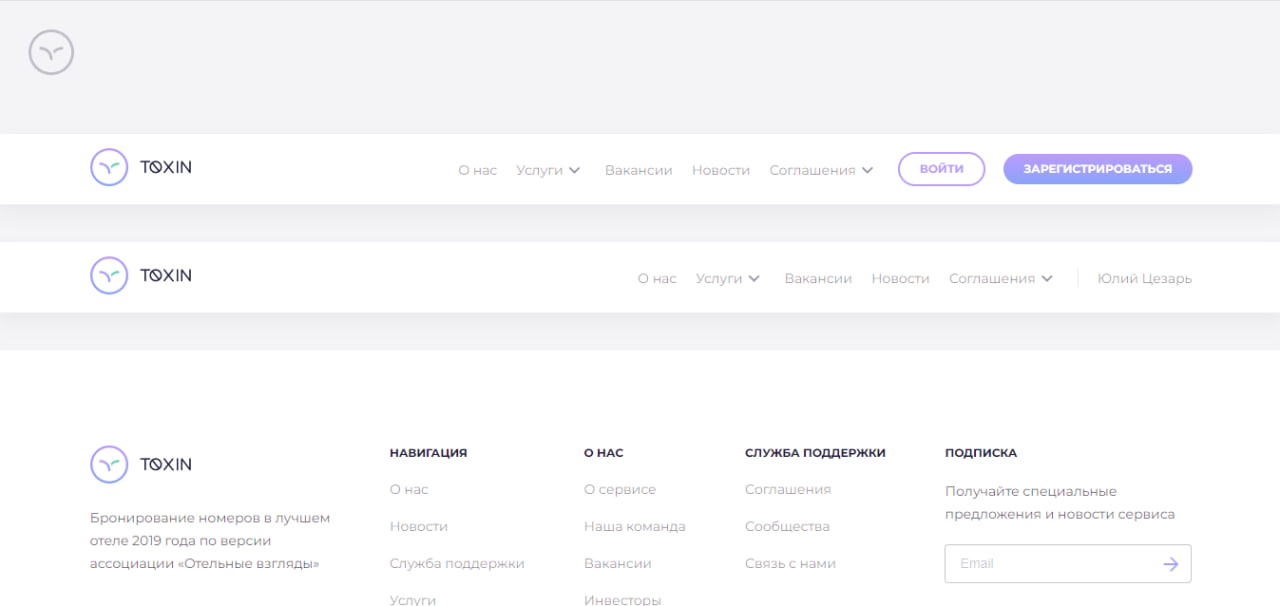 TOXIN
О нас Услуги Вакансии Новости Соглашения ВОЙТИ ЗАРЕГИСТРИРОВАТЬСЯ
TOXIN
О нас Услуги Вакансии Новости Соглашения Юлий Цезарь
TOXIN
Бронирование номеров в лучшем
отеле 2019 года по версии
ассоциации «Отельные взгляды»
НАВИГАЦИЯ
О нас
Новости
Служба поддержки
Услуги
О НАС
О сервисе
Наша команда
Вакансии
Инвесторы
СЛУЖБА ПОДДЕРЖКИ
Соглашения
Сообщества
Связь с нами
ПОДПИСКА
Получайте специальные
предложения и новости сервиса
Email